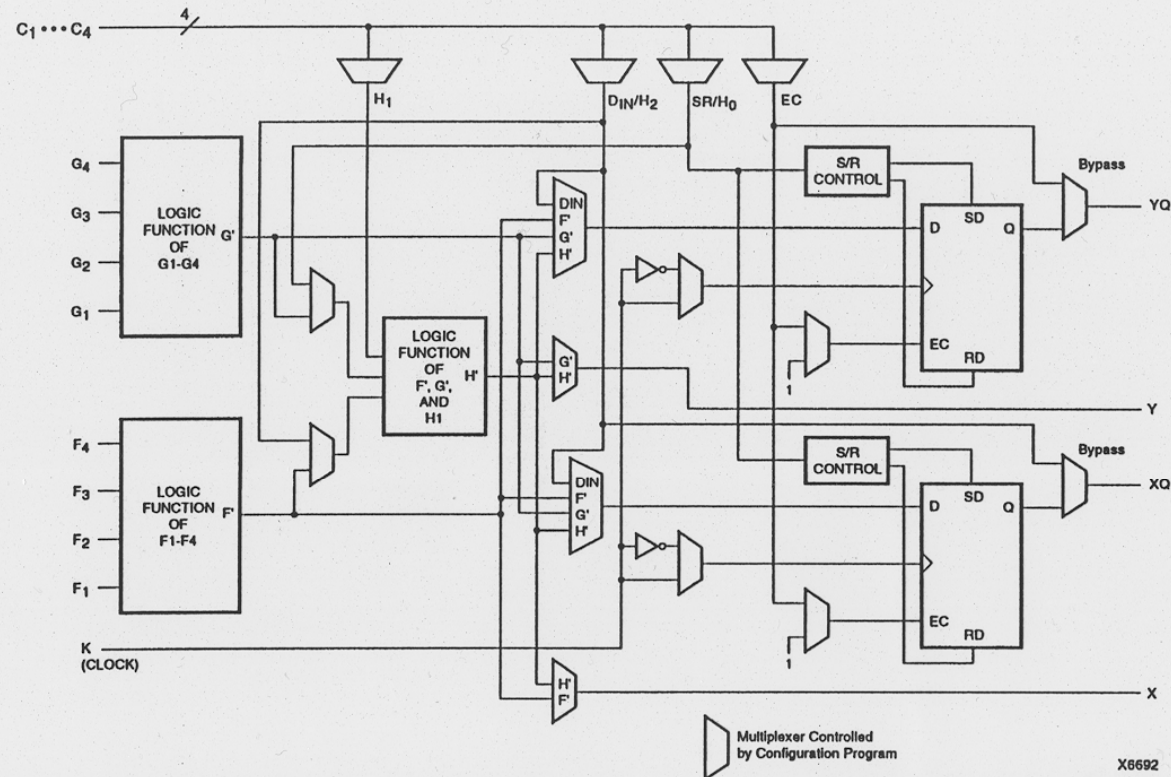 C1 ••• C4
4
H1
DIN/H2
SR/H0
EC
G4
G3
G2
G1
LOGIC
FUNCTION
OF
G1-G4
G'
DIN
F'
G'
H'
S/R
CONTROL
Bypass
D
SD
Q
YQ
EC
RD
1
LOGIC
FUNCTION
OF
F', G',
AND
H1
H'
G'
H'
Y
F4
F3
F2
F1
LOGIC
FUNCTION
OF
F1-F4
F'
DIN
F'
G'
H'
S/R
CONTROL
Bypass
D
SD
Q
XQ
EC
RD
1
K
(CLOCK)
H'
F'
X
Multiplexer Controlled
by Configuration Program
X6692